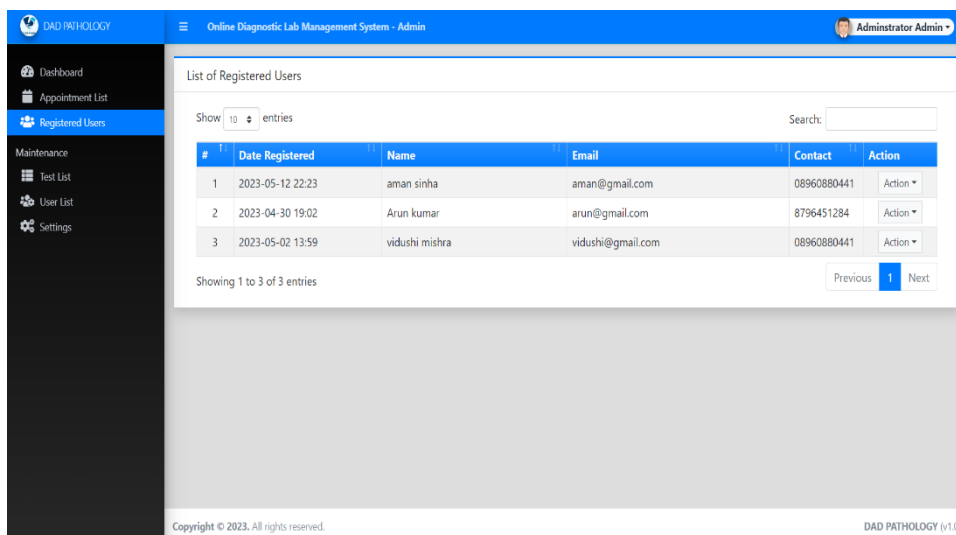 DAD PATHOLOGY
Online Diagnostic Lab Management System - Admin
Adminstrator Admin
Dashboard
Appointment List
Registered Users
Maintenance
Test List
User List
Settings
List of Registered Users
Show 10 entries
Search:
# Date Registered Name Email Contact Action
1 2023-05-12 22:23 aman sinha aman@gmail.com 08960880441 Action
2 2023-04-30 19:02 Arun kumar arun@gmail.com 8796451284 Action
3 2023-05-02 13:59 vidushi mishra vidushi@gmail.com 08960880441 Action
Showing 1 to 3 of 3 entries
Previous 1 Next
Copyright © 2023. All rights reserved.
DAD PATHOLOGY (v1.0